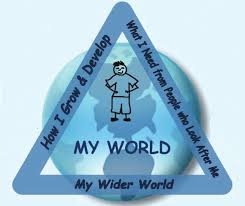 How I Grow & Develop
What I Need from People who Look After Me
MY WORLD
My Wider World